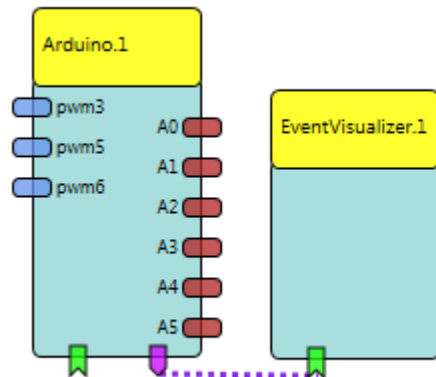 Arduino.1
pwm3
pwm5
pwm6
A0
A1
A2
A3
A4
A5
EventVisualizer.1